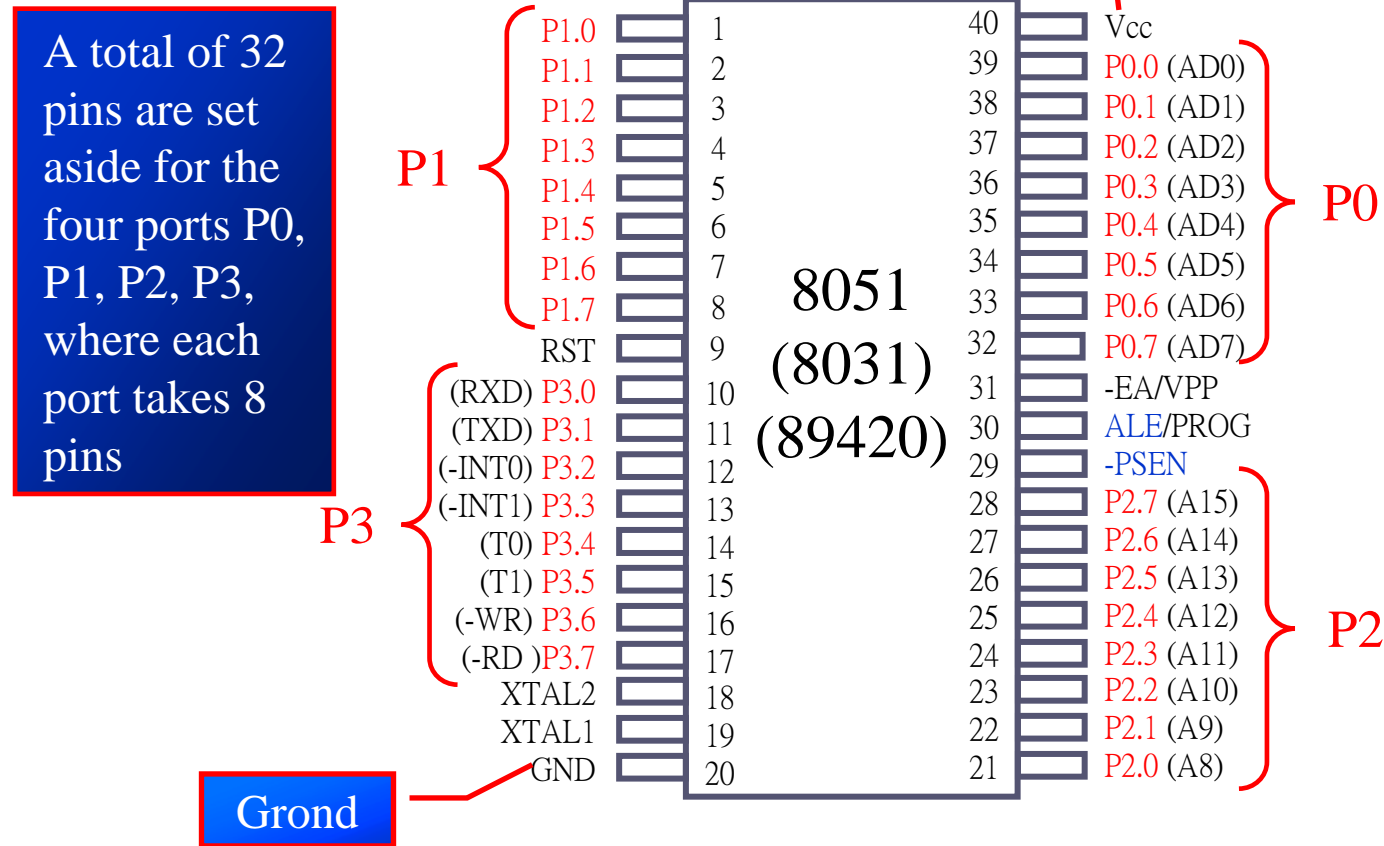 A total of 32
pins are set
aside for the
four ports P0,
P1, P2, P3,
where each
port takes 8
pins
P1
P1.0 1
P1.1 2
P1.2 3
P1.3 4
P1.4 5
P1.5 6
P1.6 7
P1.7 8
RST 9
P3
(RXD) P3.0 10
(TXD) P3.1 11
(-INT0) P3.2 12
(-INT1) P3.3 13
(T0) P3.4 14
(T1) P3.5 15
(-WR) P3.6 16
(-RD )P3.7 17
XTAL2 18
XTAL1 19
GND 20
Grond
8051
(8031)
(89420)
40 Vcc
39 P0.0 (AD0)
38 P0.1 (AD1)
37 P0.2 (AD2)
36 P0.3 (AD3)
35 P0.4 (AD4)
34 P0.5 (AD5)
33 P0.6 (AD6)
32 P0.7 (AD7)
P0
31 -EA/VPP
30 ALE/PROG
29 -PSEN
28 P2.7 (A15)
27 P2.6 (A14)
26 P2.5 (A13)
25 P2.4 (A12)
24 P2.3 (A11)
23 P2.2 (A10)
22 P2.1 (A9)
21 P2.0 (A8)
P2